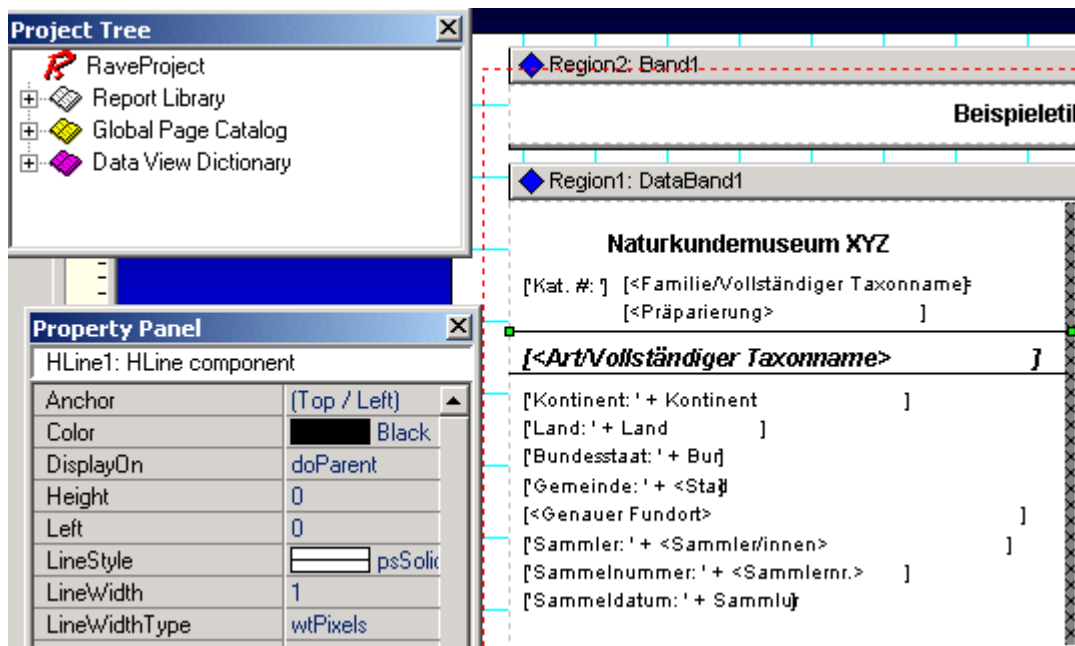 Project Tree
RaveProject
Report Library
Global Page Catalog
Data View Dictionary
Property Panel
HLine1: HLine component
Anchor (Top / Left)
Color Black
DisplayOn doParent
Height 0
Left 0
LineStyle psSolid
LineWidth 1
LineWidthType wtPixels
Region2: Band1
Beispieleti
Region1: DataBand1
Naturkundemuseum XYZ
['Kat. #: '] [<Familie/Vollständiger Taxonname>
[<Präparierung> ]
[<Art/Vollständiger Taxonname> ]
['Kontinent: ' + Kontinent ]
['Land: ' + Land ]
['Bundesstaat: ' + Bun]
['Gemeinde: ' + <Stad]
[<Genauer Fundort> ]
['Sammler: ' + <Sammler/innen> ]
['Sammelnummer: ' + <Sammlernr.> ]
['Sammeldatum: ' + Sammlu]